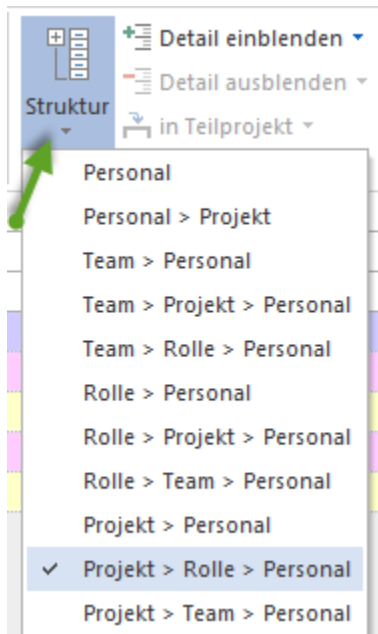 Detail einblenden
Detail ausblenden
Struktur
in Teilprojekt
Personal
Personal > Projekt
Team > Personal
Team > Projekt > Personal
Team > Rolle > Personal
Rolle > Personal
Rolle > Projekt > Personal
Rolle > Team > Personal
Projekt > Personal
Projekt > Rolle > Personal
Projekt > Team > Personal